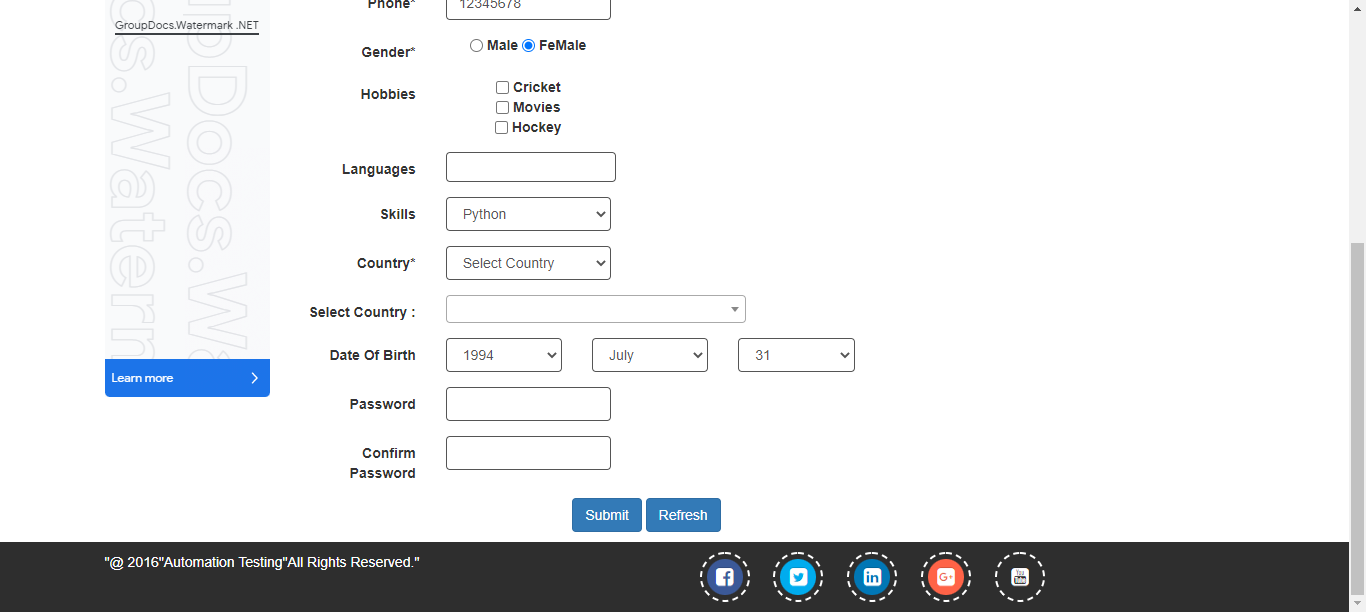 Phone* 12345678
GroupDocs.Watermark .NET
Gender* Male FeMale
Hobbies Cricket
Movies
Hockey
Languages
Skills Python
Country* Select Country
Select Country :
Date Of Birth 1994 July 31
Learn more
Password
Confirm
Password
Submit Refresh
"@ 2016"Automation Testing"All Rights Reserved."